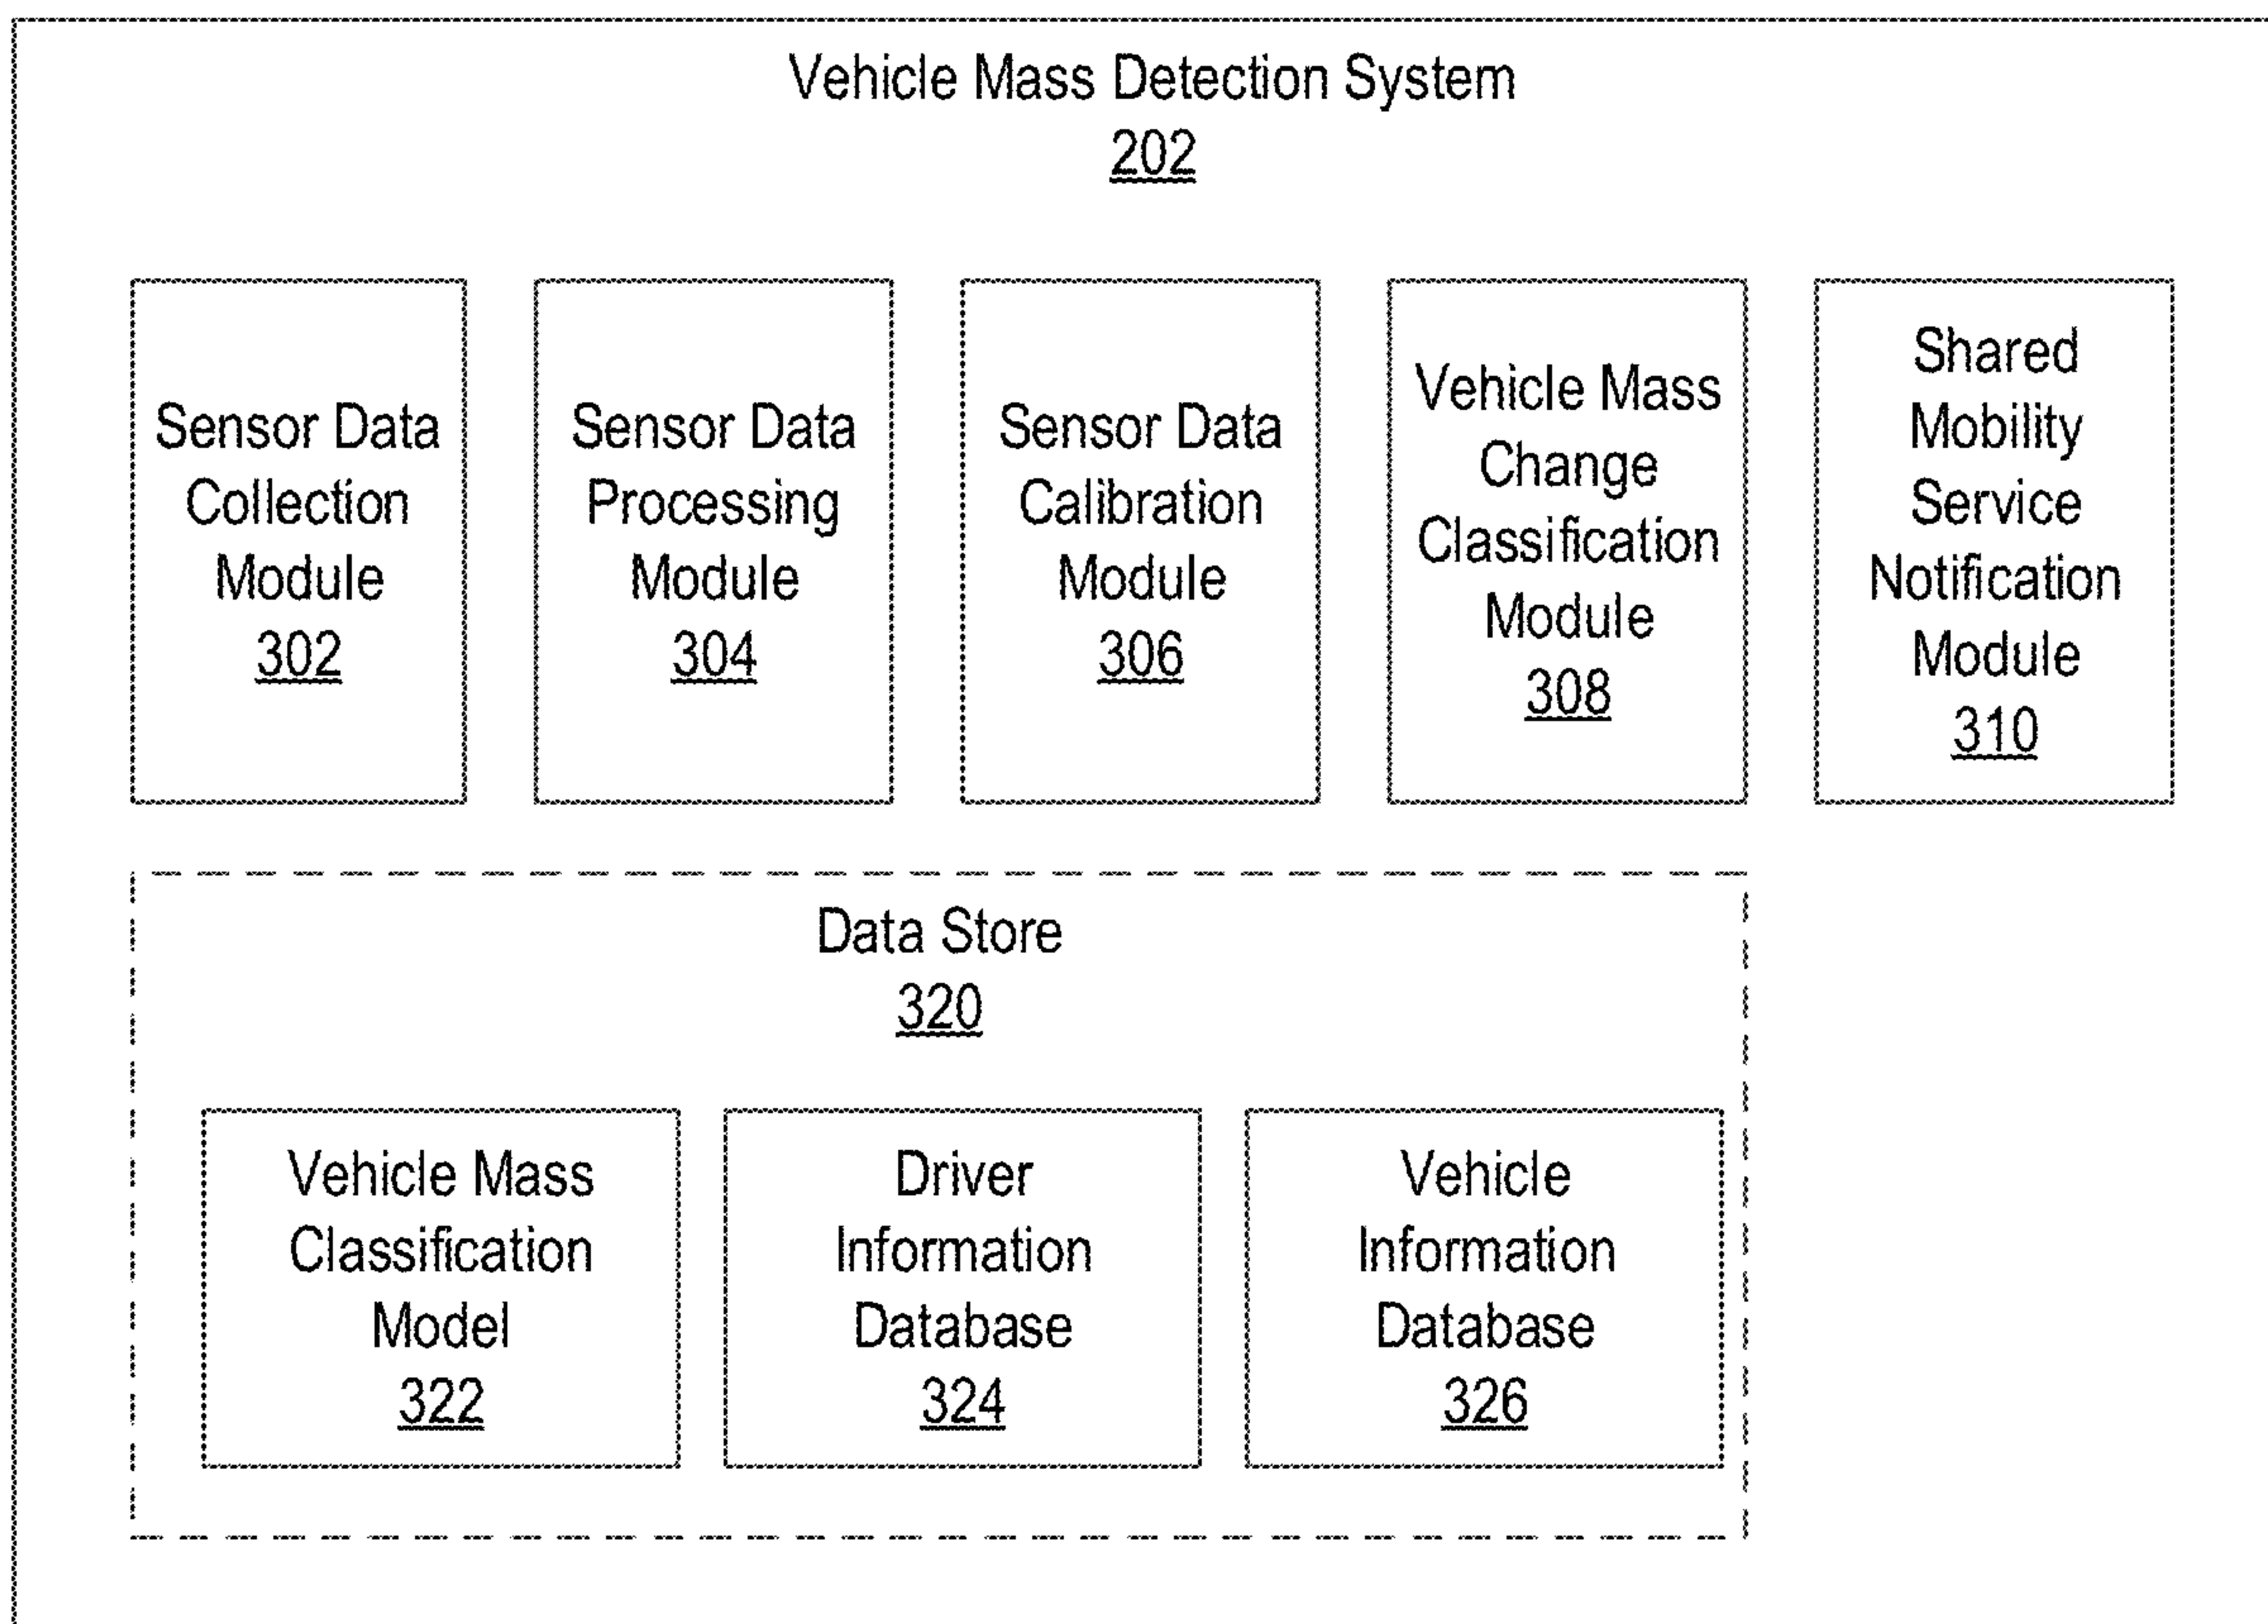 Vehicle Mass Detection System
202
Sensor Data
Collection
Module
302
Sensor Data
Processing
Module
304
Sensor Data
Calibration
Module
306
Vehicle Mass
Change
Classification
Module
308
Shared
Mobility
Service
Notification
Module
310
Data Store
320
Vehicle Mass
Classification
Model
322
Driver
Information
Database
324
Vehicle
Information
Database
326